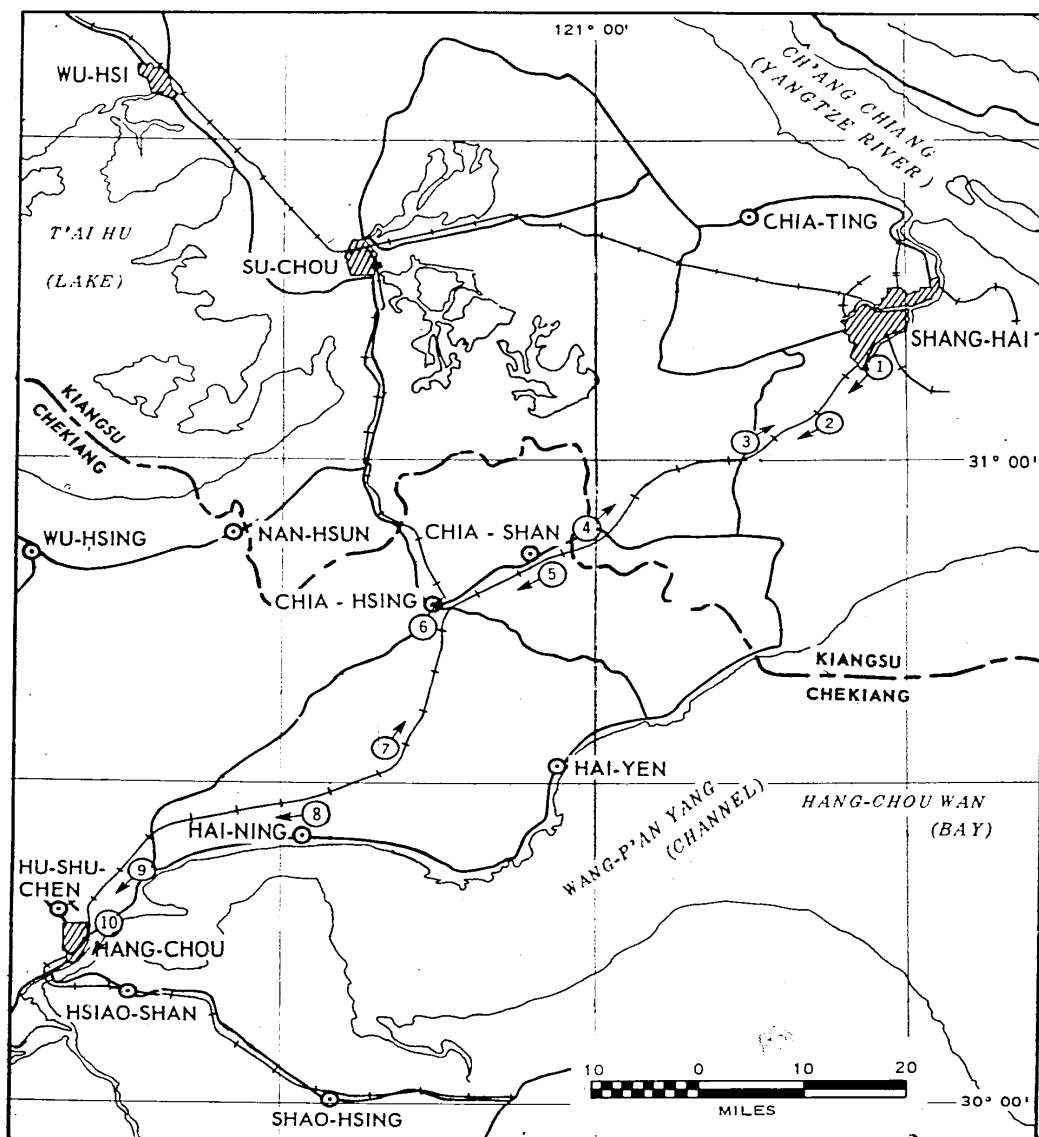 121° 00'
WU-HSI
CH'ANG CHIANG
(YANGTZE RIVER)
T'AI HU
(LAKE)
SU-CHOU
CHIA-TING
SHANG-HAI
1
2
3
KIANGSU
CHEKIANG
31° 00'
WU-HSING
NAN-HSUN
CHIA - SHAN
4
5
CHIA - HSING
6
KIANGSU
CHEKIANG
7
HAI-YEN
8
HAI-NING
WANG-P'AN YANG
(CHANNEL)
HANG-CHOU WAN
(BAY)
HU-SHU-
CHEN
9
10
HANG-CHOU
HSIAO-SHAN
SHAO-HSING
10 0 10 20
MILES
30° 00'